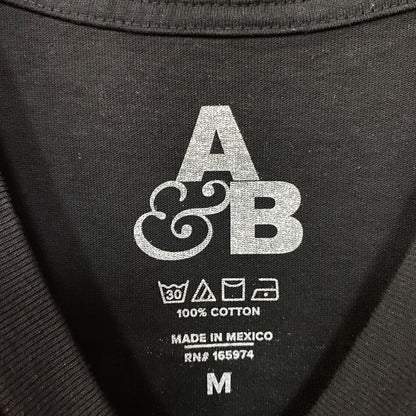 A
&B
30
100% COTTON
MADE IN MEXICO
RN# 165974
M